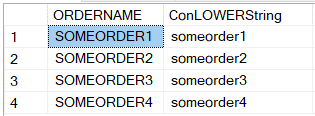 ORDERNAME ConLOWERString
1 SOMEORDER1 someorder1
2 SOMEORDER2 someorder2
3 SOMEORDER3 someorder3
4 SOMEORDER4 someorder4